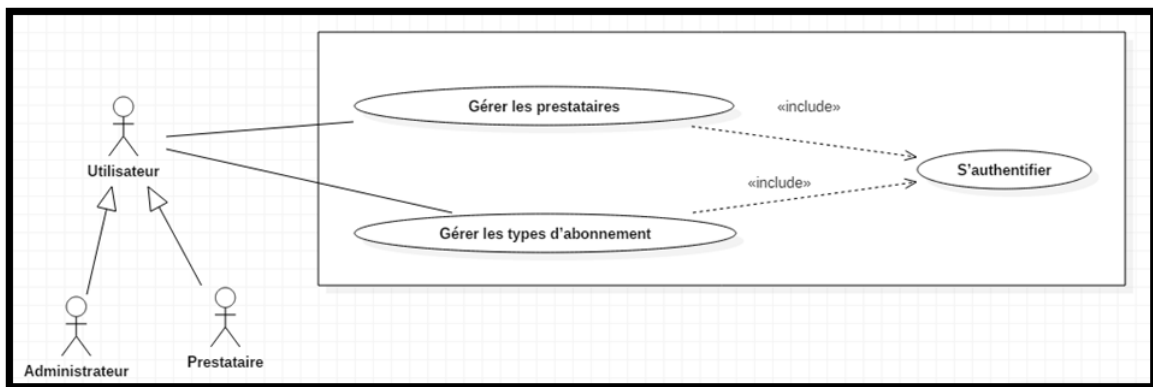 Gérer les prestataires
«include»
Utilisateur
S'authentifier
«include»
Gérer les types d'abonnement
Prestataire
Administrateur